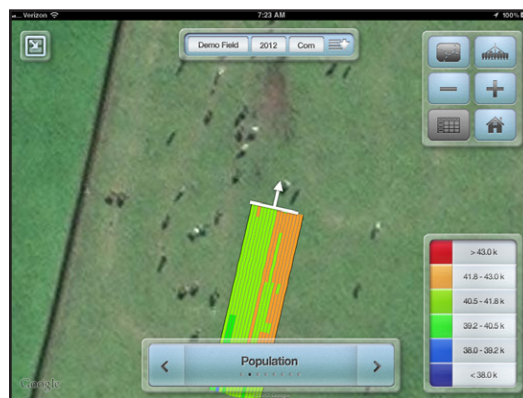 Verizon 7:23 AM 100%
Demo Field 2012 Corn
> 43.0 k
41.8 - 43.0 k
40.5 - 41.8 k
39.2 - 40.5 k
38.0 - 39.2 k
< 38.0 k
Population
Google